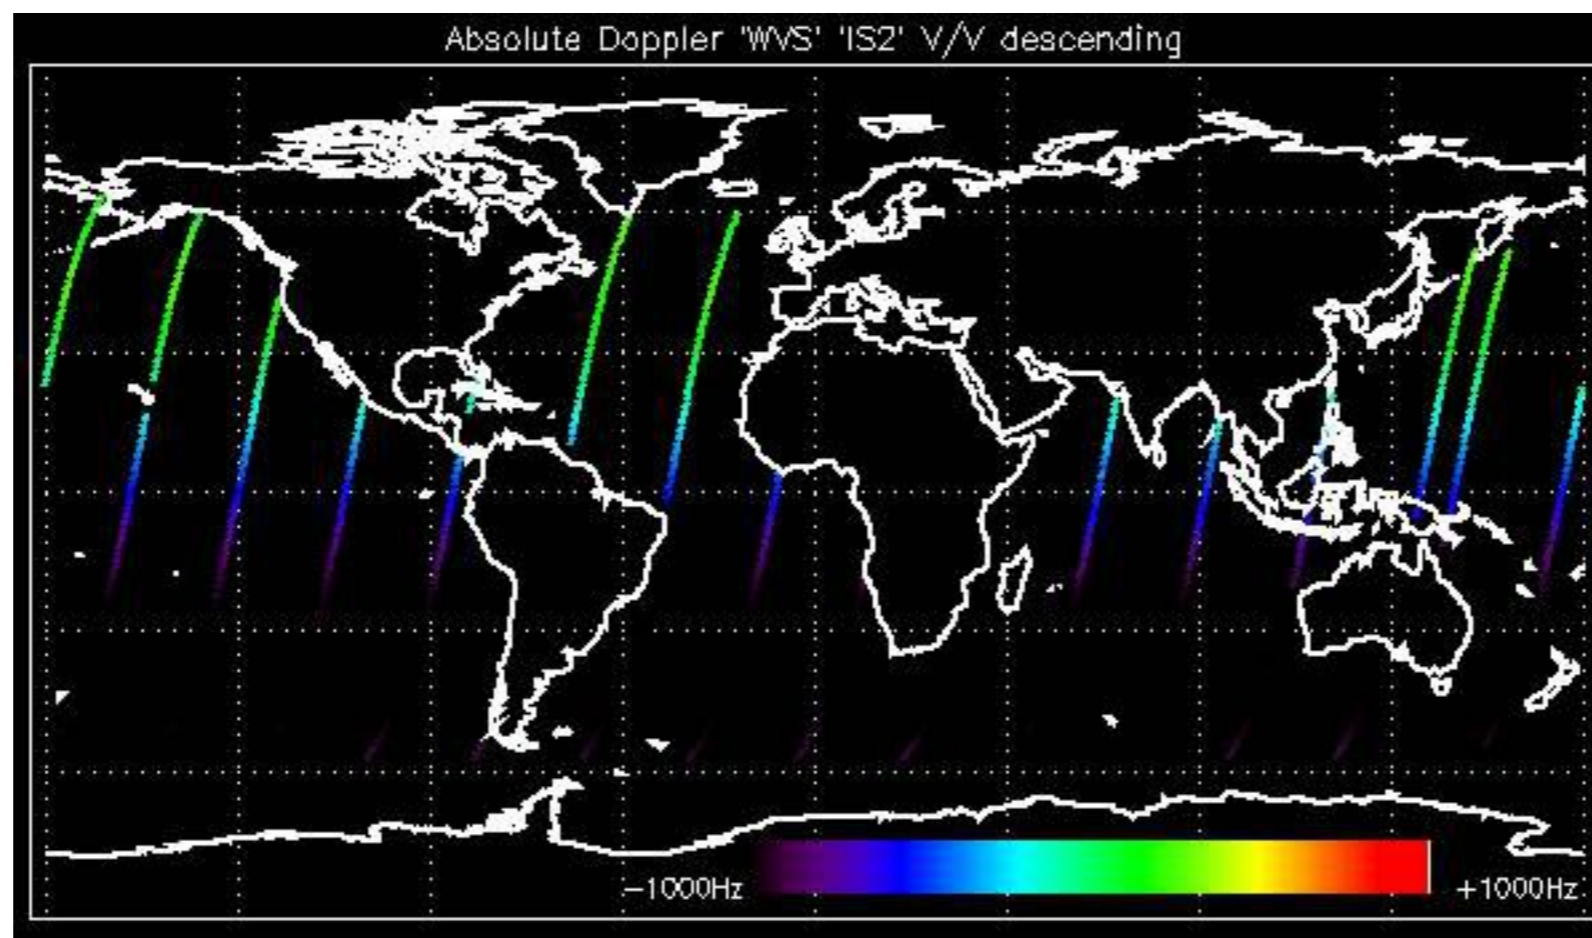 Absolute Doppler 'WVS' 'IS2' V/V descending
-1000Hz +1000Hz